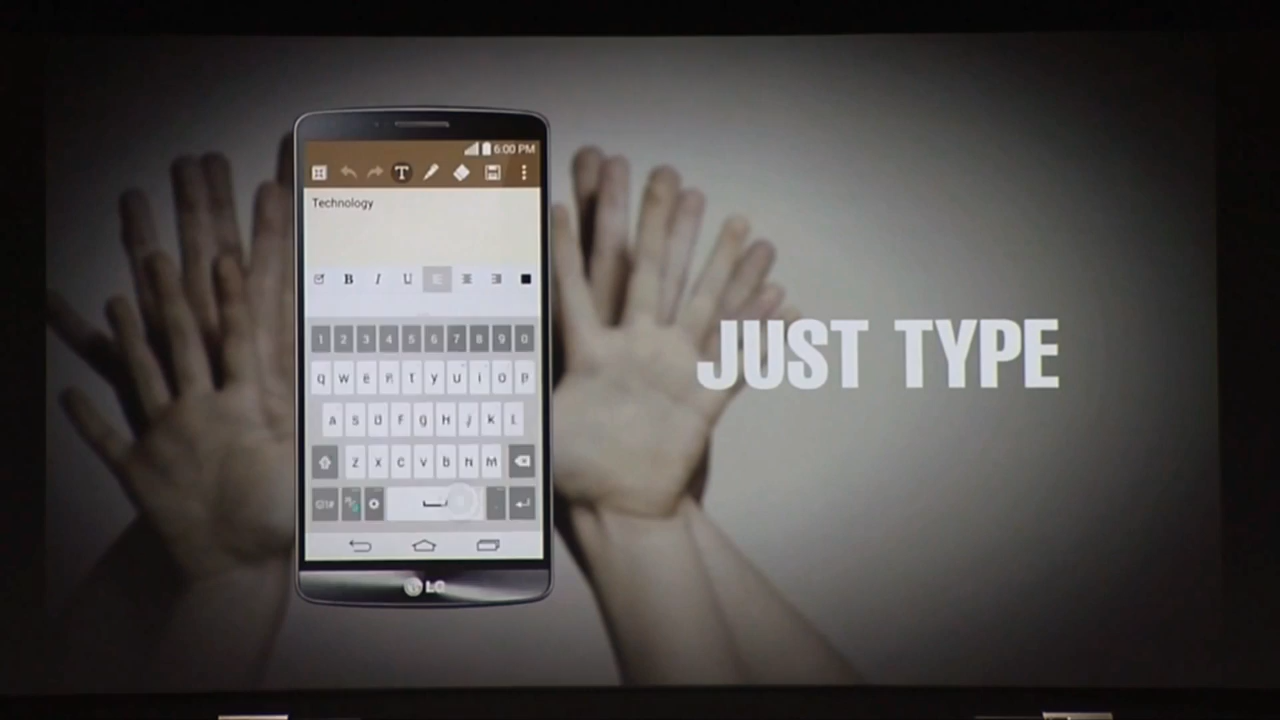 6:00 PM
T
Technology
B I U
1 2 3 4 5 6 7 8 9 0
q w e r t y u i o p
A S D F G H J K L
Z X C V b N M
LG
JUST TYPE